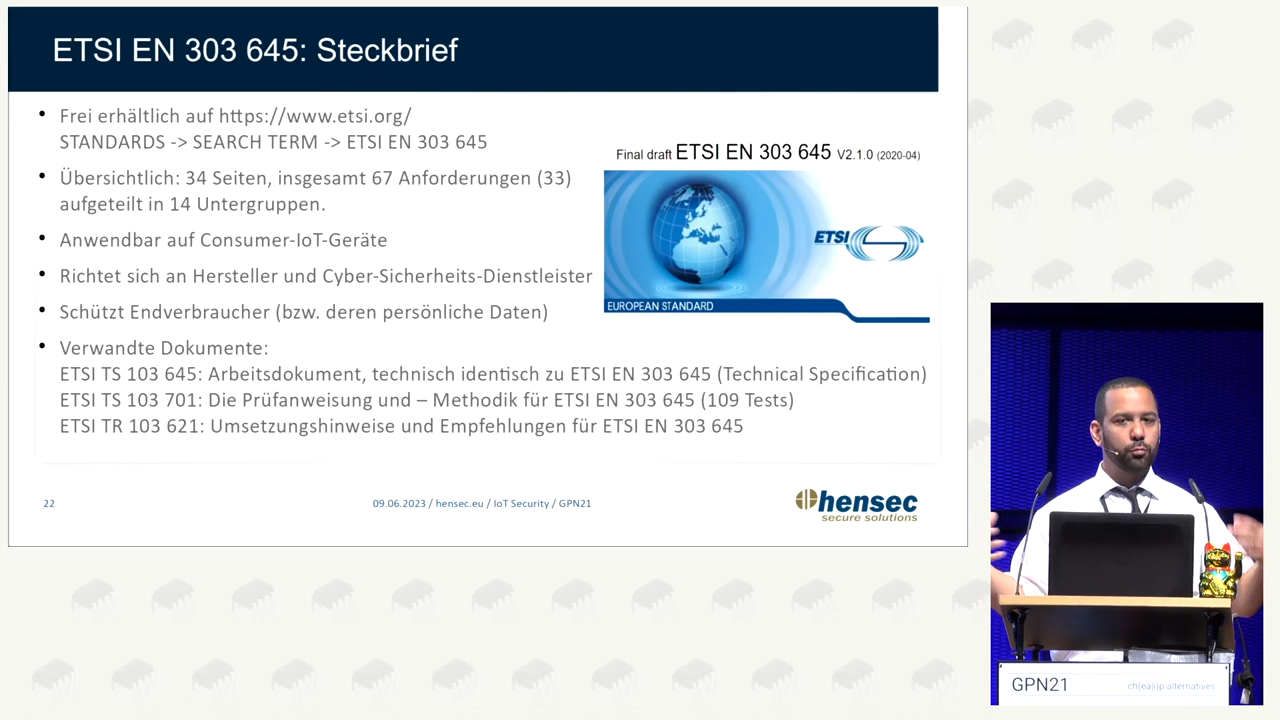 ETSI EN 303 645: Steckbrief
• Frei erhältlich auf https://www.etsi.org/
STANDARDS -> SEARCH TERM -> ETSI EN 303 645
• Übersichtlich: 34 Seiten, insgesamt 67 Anforderungen (33)
aufgeteilt in 14 Untergruppen.
• Anwendbar auf Consumer-IoT-Geräte
• Richtet sich an Hersteller und Cyber-Sicherheits-Dienstleister
• Schützt Endverbraucher (bzw. deren persönliche Daten)
• Verwandte Dokumente:
ETSI TS 103 645: Arbeitsdokument, technisch identisch zu ETSI EN 303 645 (Technical Specification)
ETSI TS 103 701: Die Prüfanweisung und – Methodik für ETSI EN 303 645 (109 Tests)
ETSI TR 103 621: Umsetzungshinweise und Empfehlungen für ETSI EN 303 645
Final draft ETSI EN 303 645 V2.1.0 (2020-04)
ETSI
EUROPEAN STANDARD
22
09.06.2023 / hensec.eu / IoT Security / GPN21
hensec
secure solutions
GPN21
ch(ea)i)p alternatives